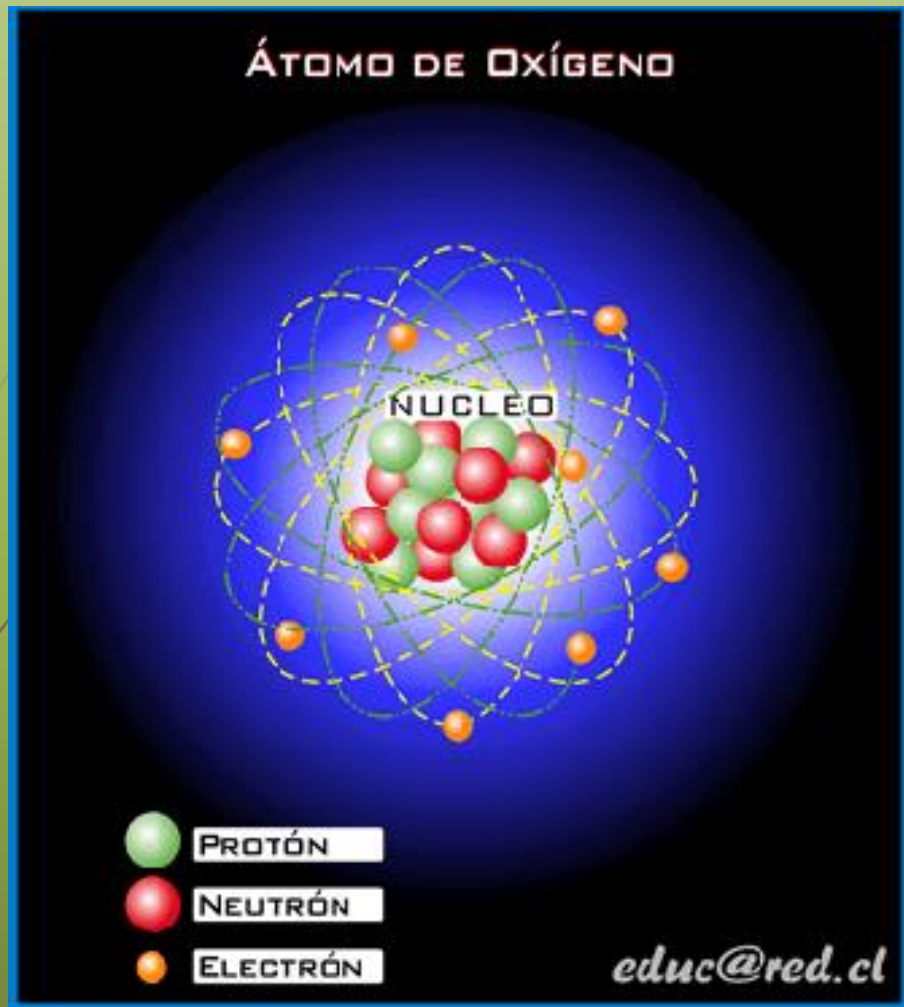 ÁTOMO DE OXÍGENO
NUCLEO
PROTÓN
NEUTRÓN
ELECTRÓN
educ@red.cl